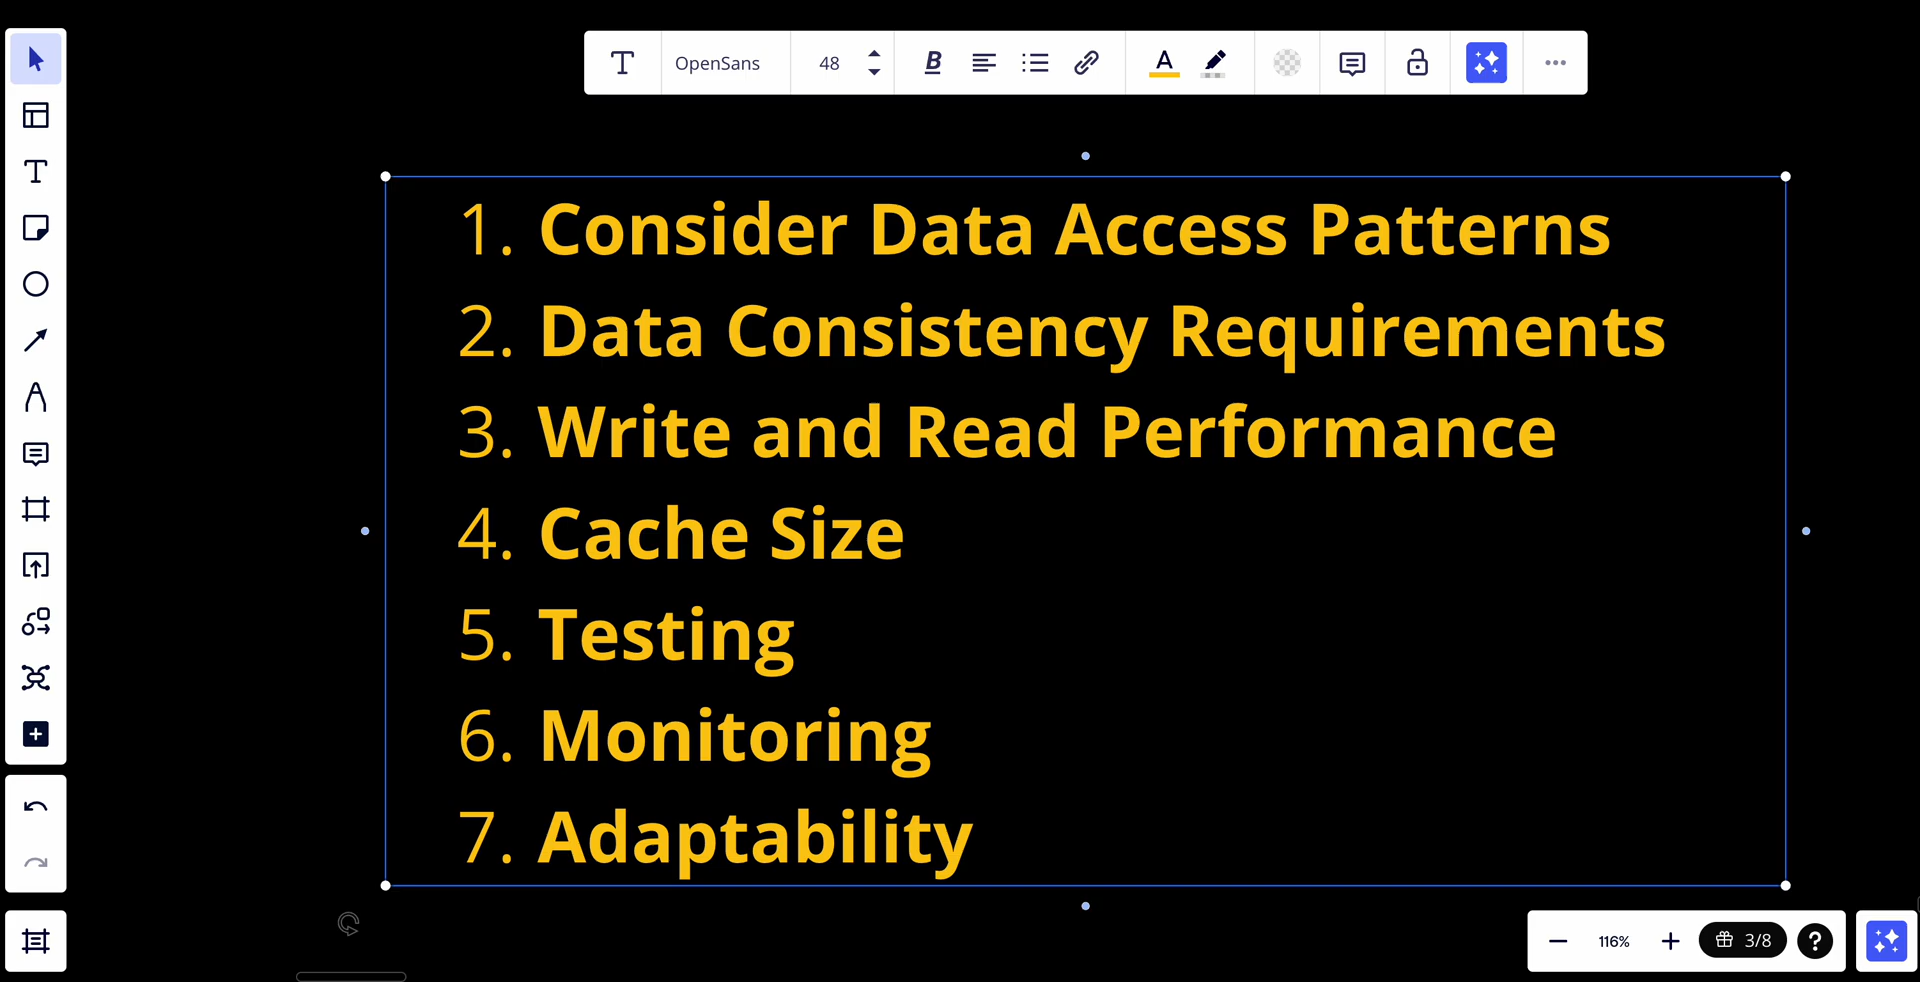 OpenSans 48 B A
1. Consider Data Access Patterns
2. Data Consistency Requirements
3. Write and Read Performance
4. Cache Size
5. Testing
6. Monitoring
7. Adaptability
116% 3/8 ?